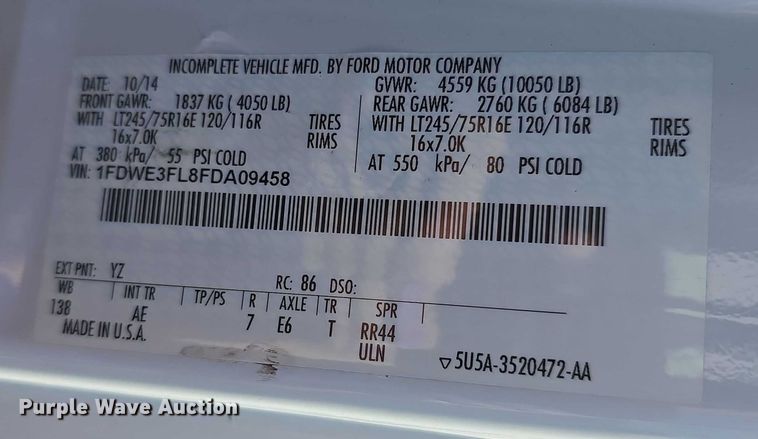 INCOMPLETE VEHICLE MFD. BY FORD MOTOR COMPANY
DATE: 10/14 GVWR: 4559 KG (10050 LB)
FRONT GAWR: 1837 KG ( 4050 LB) REAR GAWR: 2760 KG ( 6084 LB)
WITH LT245/75R16E 120/116R TIRES WITH LT245/75R16E 120/116R TIRES
16x7.0K RIMS 16x7.0K RIMS
AT 380 kPa/ 55 PSI COLD AT 550 kPa/ 80 PSI COLD
VIN: 1FDWE3FL8FDA09458
EXT PNT: YZ RC: 86 DSO:
WB INT TR TP/PS R AXLE TR SPR
138 AE 7 E6 T RR44
MADE IN U.S.A. ULN
▽5U5A-3520472-AA
Purple Wave Auction